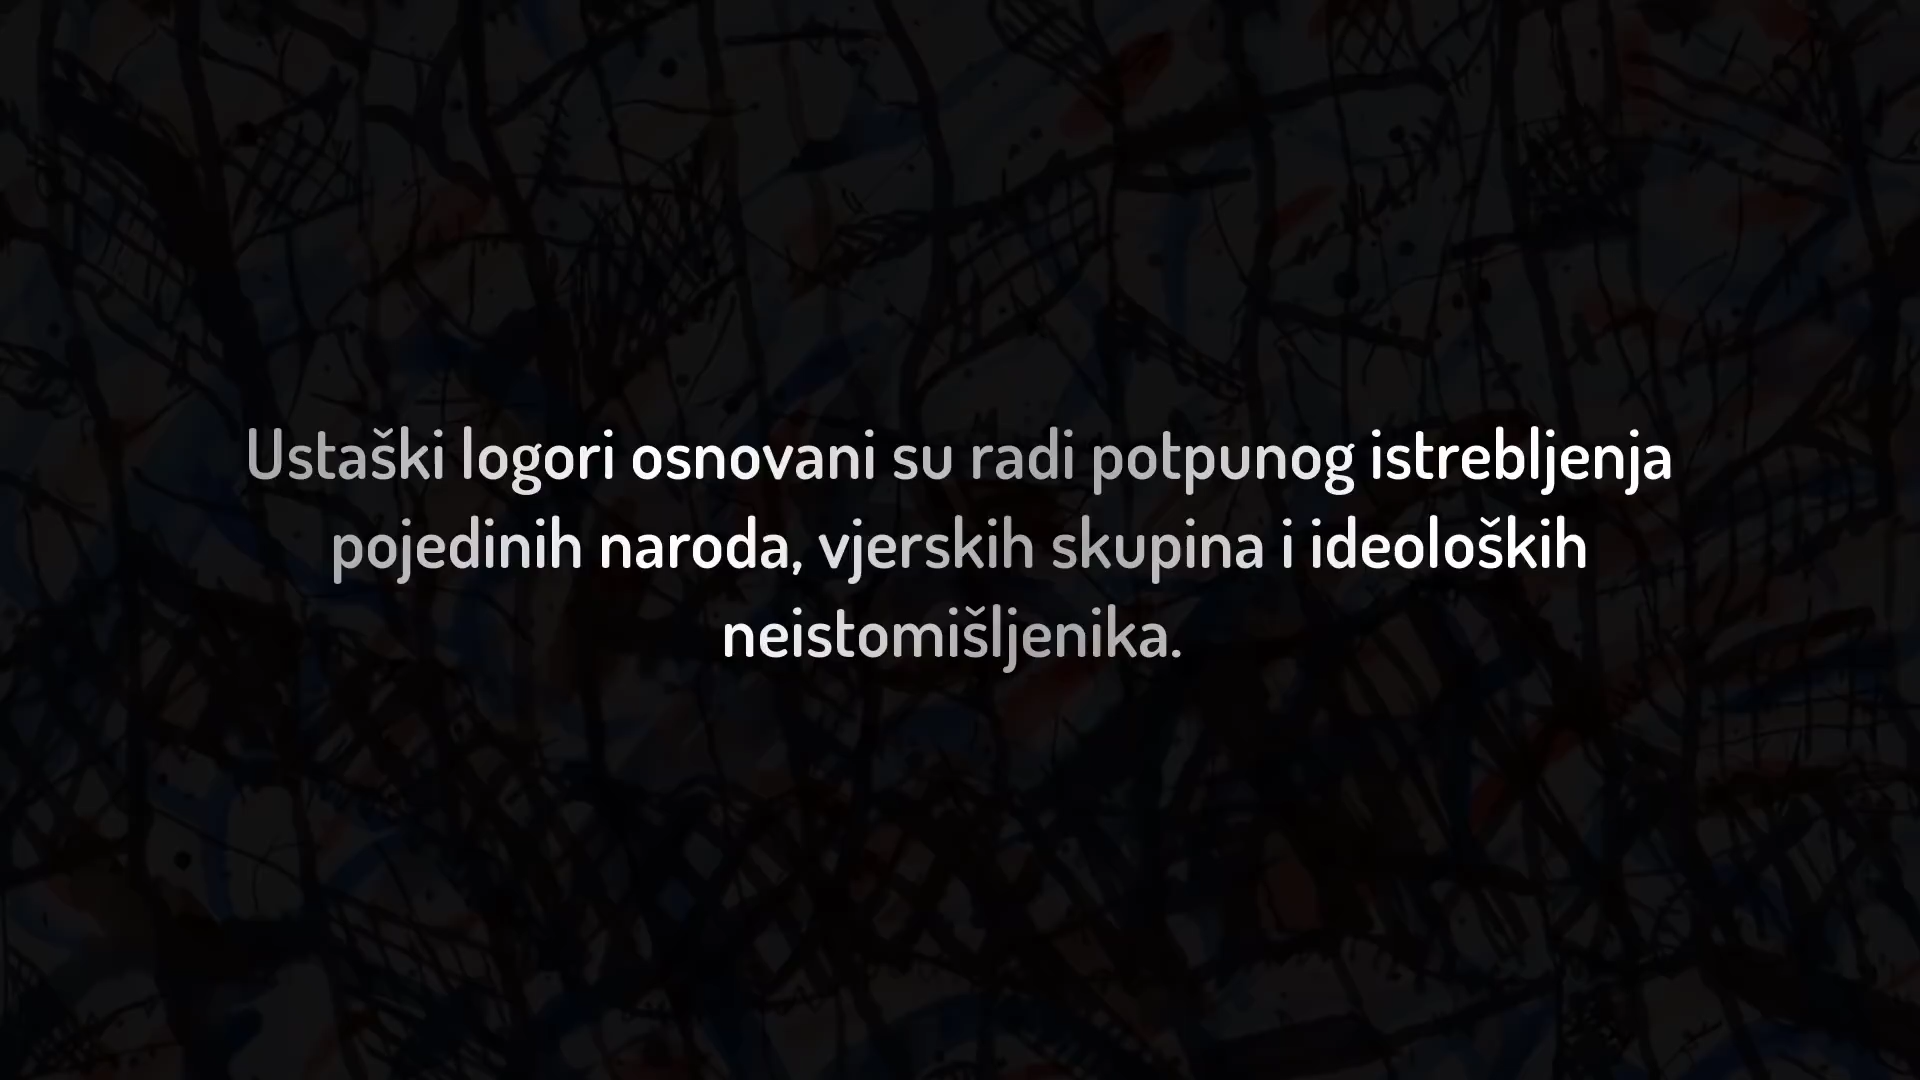 Ustaški logori osnovani su radi potpunog istrebljenja
pojedinih naroda, vjerskih skupina i ideoloških
neistomišljenika.